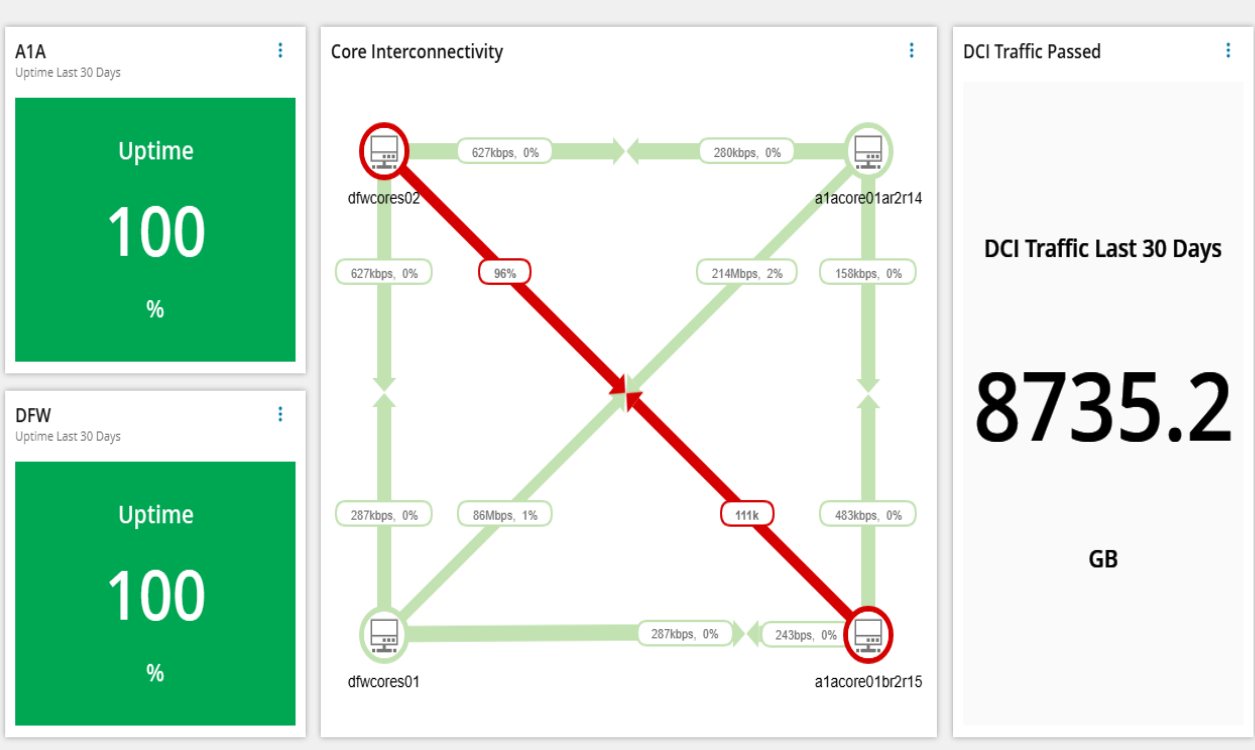 A1A
Uptime Last 30 Days
Uptime
100
%
DFW
Uptime Last 30 Days
Uptime
100
%
Core Interconnectivity
627kbps, 0%
280kbps, 0%
dfwcores02
a1acore01ar2r14
627kbps, 0%
96%
214Mbps, 2%
158kbps, 0%
287kbps, 0%
86Mbps, 1%
111k
483kbps, 0%
287kbps, 0%
243bps, 0%
dfwcores01
a1acore01br2r15
DCI Traffic Passed
DCI Traffic Last 30 Days
8735.2
GB